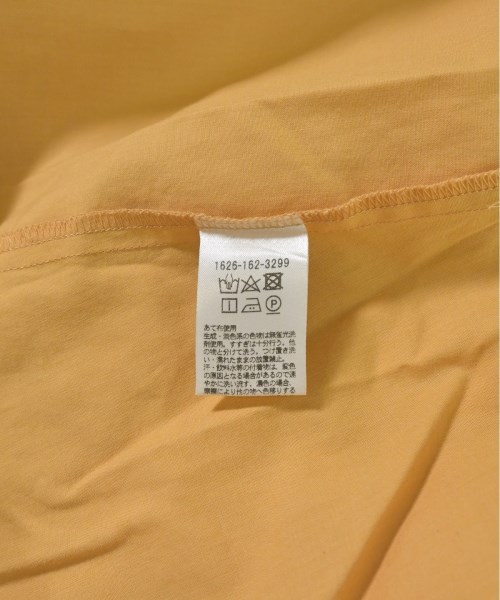 1626-162-3299
あて布使用
生成・淡色系の色物は無蛍光洗
剤使用。すすぎは十分行う。他
の物と分けて洗う。つけ置き洗
い・濡れたままの放置禁止。
汗・飲料水等の付着物は、変色
の原因となる場合があるので速
やかに洗い流す。濃色の場合、
摩擦により他の物へ色移りする